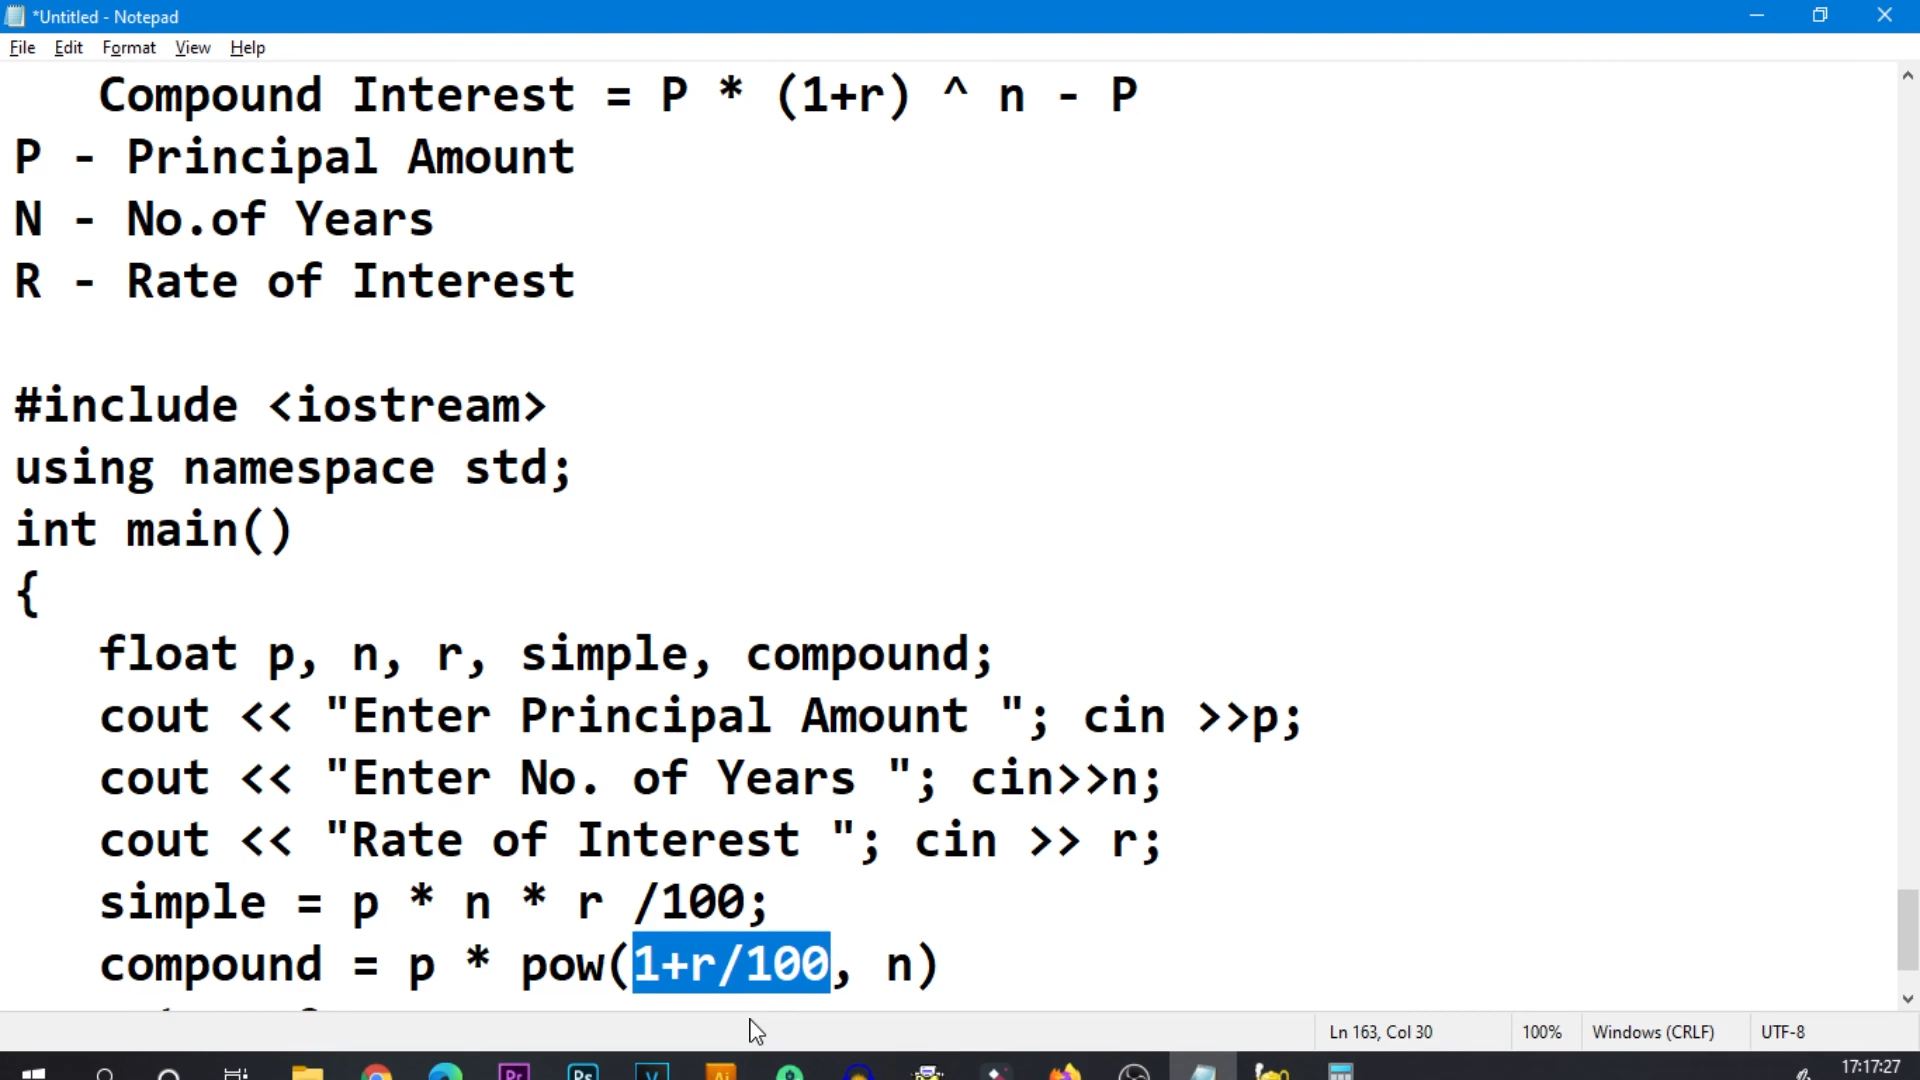 *Untitled - Notepad
File Edit Format View Help
Compound Interest = P * (1+r) ^ n - P
P - Principal Amount
N - No.of Years
R - Rate of Interest
#include <iostream>
using namespace std;
int main()
{
float p, n, r, simple, compound;
cout << "Enter Principal Amount "; cin >>p;
cout << "Enter No. of Years "; cin>>n;
cout << "Rate of Interest "; cin >> r;
simple = p * n * r /100;
compound = p * pow(1+r/100, n)
Ln 163, Col 30 100% Windows (CRLF) UTF-8
Pr Ps V Ai
17:17:27